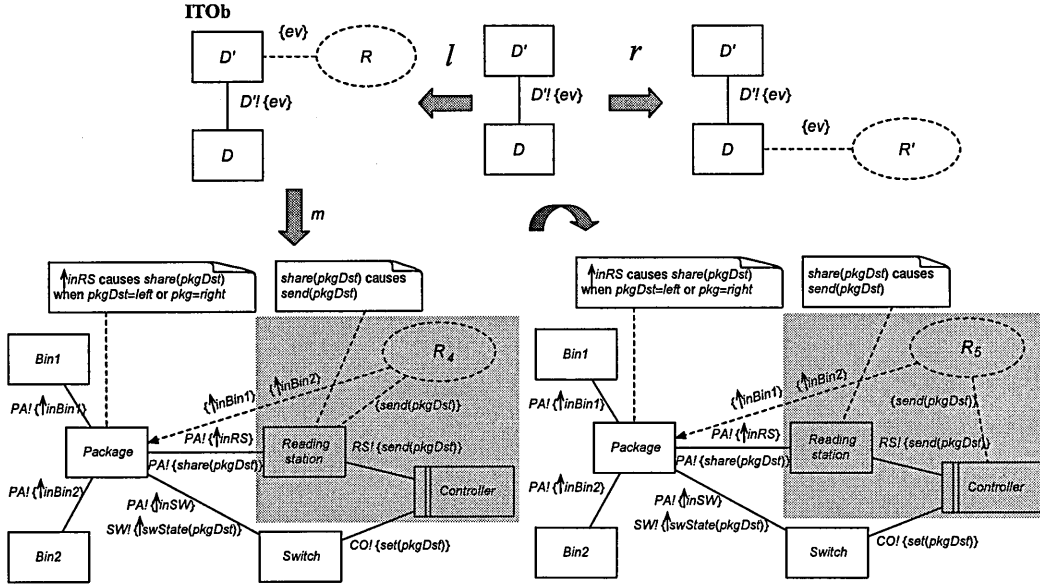 ITOb
{ev}
D'
R
D'! {ev}
D
l
D'
D'! {ev}
D
r
D'
D'! {ev}
D
{ev}
R'
m
↑inRS causes share(pkgDst)
when pkgDst=left or pkg=right
share(pkgDst) causes
send(pkgDst)
R4
Bin1
{↑inBin1}
{↑inBin2}
PA! {↑inBin1}
{send(pkgDst)}
Package
PA! {↑inRS}
Reading
station
RS! {send(pkgDst)}
PA! {share(pkgDst)}
PA! {↑inBin2}
PA! {↑inSW}
Controller
SW! {↑swState(pkgDst)}
Bin2
Switch
CO! {set(pkgDst)}
↑inRS causes share(pkgDst)
when pkgDst=left or pkg=right
share(pkgDst) causes
send(pkgDst)
R5
Bin1
{↑inBin1}
{↑inBin2}
PA! {↑inBin1}
{send(pkgDst)}
Package
PA! {↑inRS}
Reading
station
RS! {send(pkgDst)}
PA! {share(pkgDst)}
PA! {↑inBin2}
PA! {↑inSW}
Controller
SW! {↑swState(pkgDst)}
Bin2
Switch
CO! {set(pkgDst)}